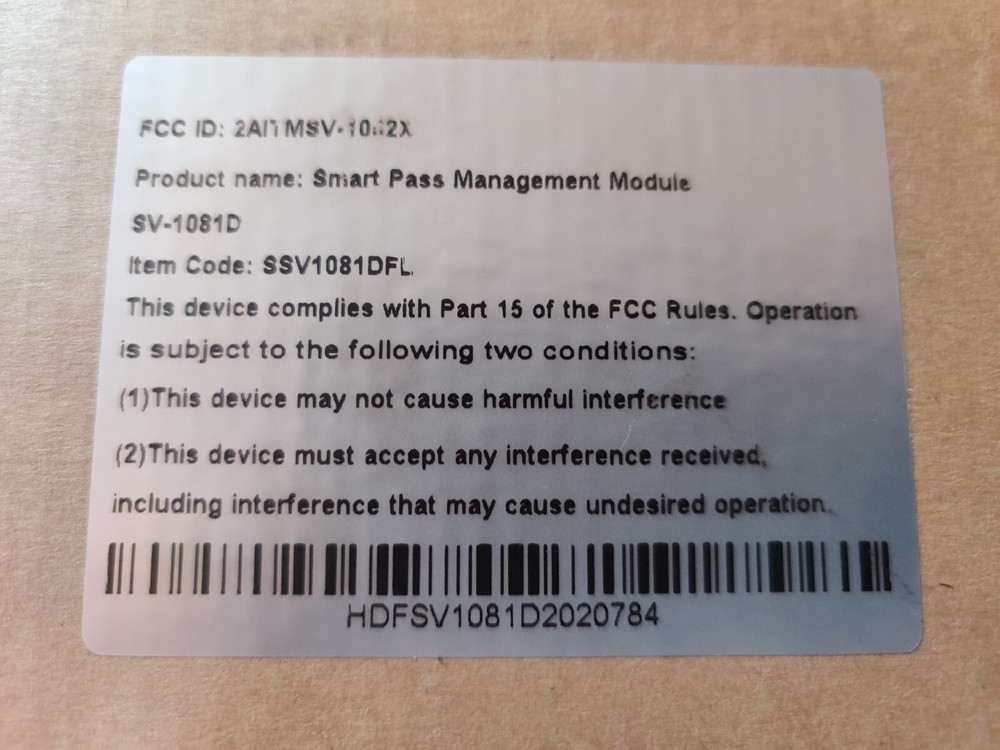 FCC ID:
Product name: Smart Pass Management Module
SV-1081D
Item Code: SSV1081DFL
This device complies with Part 15 of the FCC Rules. Operation
is subject to the following two conditions:
(1)This device may not cause harmful interference
(2)This device must accept any interference received,
including interference that may cause undesired operation.
HDFSV1081D2020784